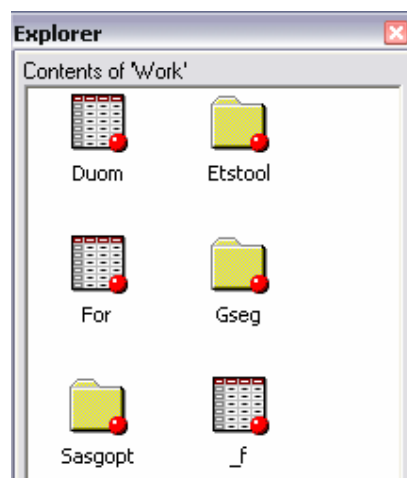 Explorer
Contents of 'Work'
Duom Etstool
For Gseg
Sasgopt _f